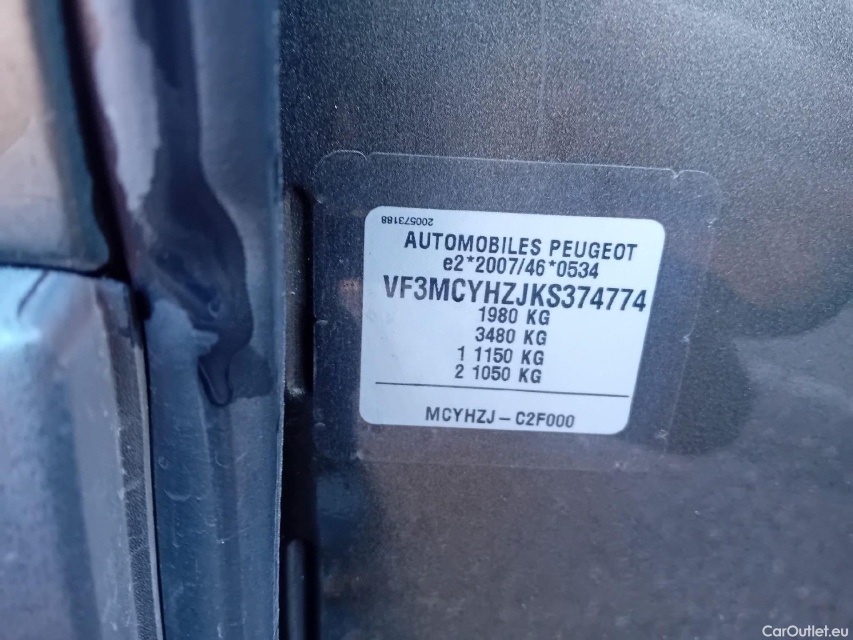 200573188
AUTOMOBILES PEUGEOT
e2*2007/46*0534
VF3MCYHZJKS374774
1980 KG
3480 KG
1 1150 KG
2 1050 KG
MCYHZJ – C2F000
CarOutlet.eu